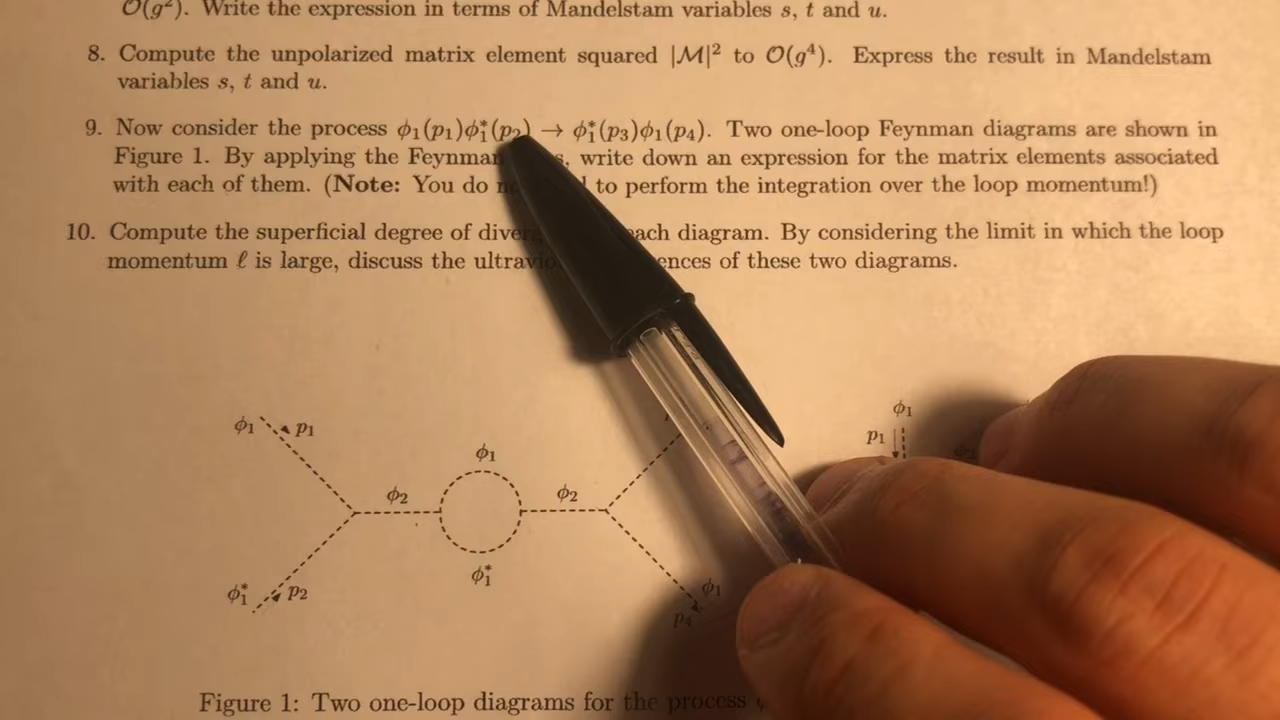 O(g²). Write the expression in terms of Mandelstam variables s, t and u.
8. Compute the unpolarized matrix element squared |M|² to O(g⁴). Express the result in Mandelstam
variables s, t and u.
9. Now consider the process ϕ₁(p₁)ϕ₁*(p₂) → ϕ₁*(p₃)ϕ₁(p₄). Two one-loop Feynman diagrams are shown in
Figure 1. By applying the Feynman write down an expression for the matrix elements associated
with each of them. (Note: You do to perform the integration over the loop momentum!)
10. Compute the superficial degree of each diagram. By considering the limit in which the loop
momentum ℓ is large, discuss the of these two diagrams.
ϕ₁
p₁
ϕ₂
ϕ₁
ϕ₁*
ϕ₂
ϕ₁*
p₂
ϕ₁
p₄
ϕ₁
p₁
Figure 1: Two one-loop diagrams for the process